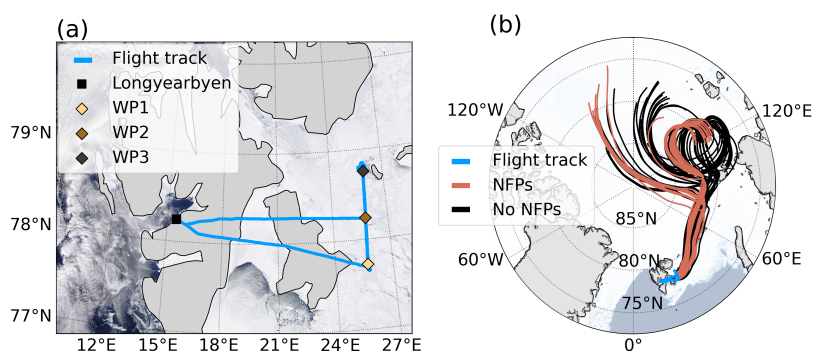 (a)
Flight track
Longyearbyen
WP1
WP2
WP3
79°N
78°N
77°N
12°E 15°E 18°E 21°E 24°E 27°E
(b)
120°W
120°E
Flight track
NFPs
No NFPs
85°N
80°N
75°N
60°W
60°E
0°